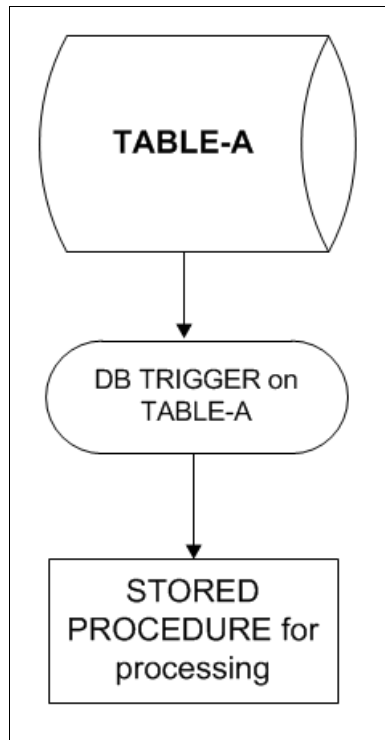 TABLE-A
DB TRIGGER on
TABLE-A
STORED
PROCEDURE for
processing